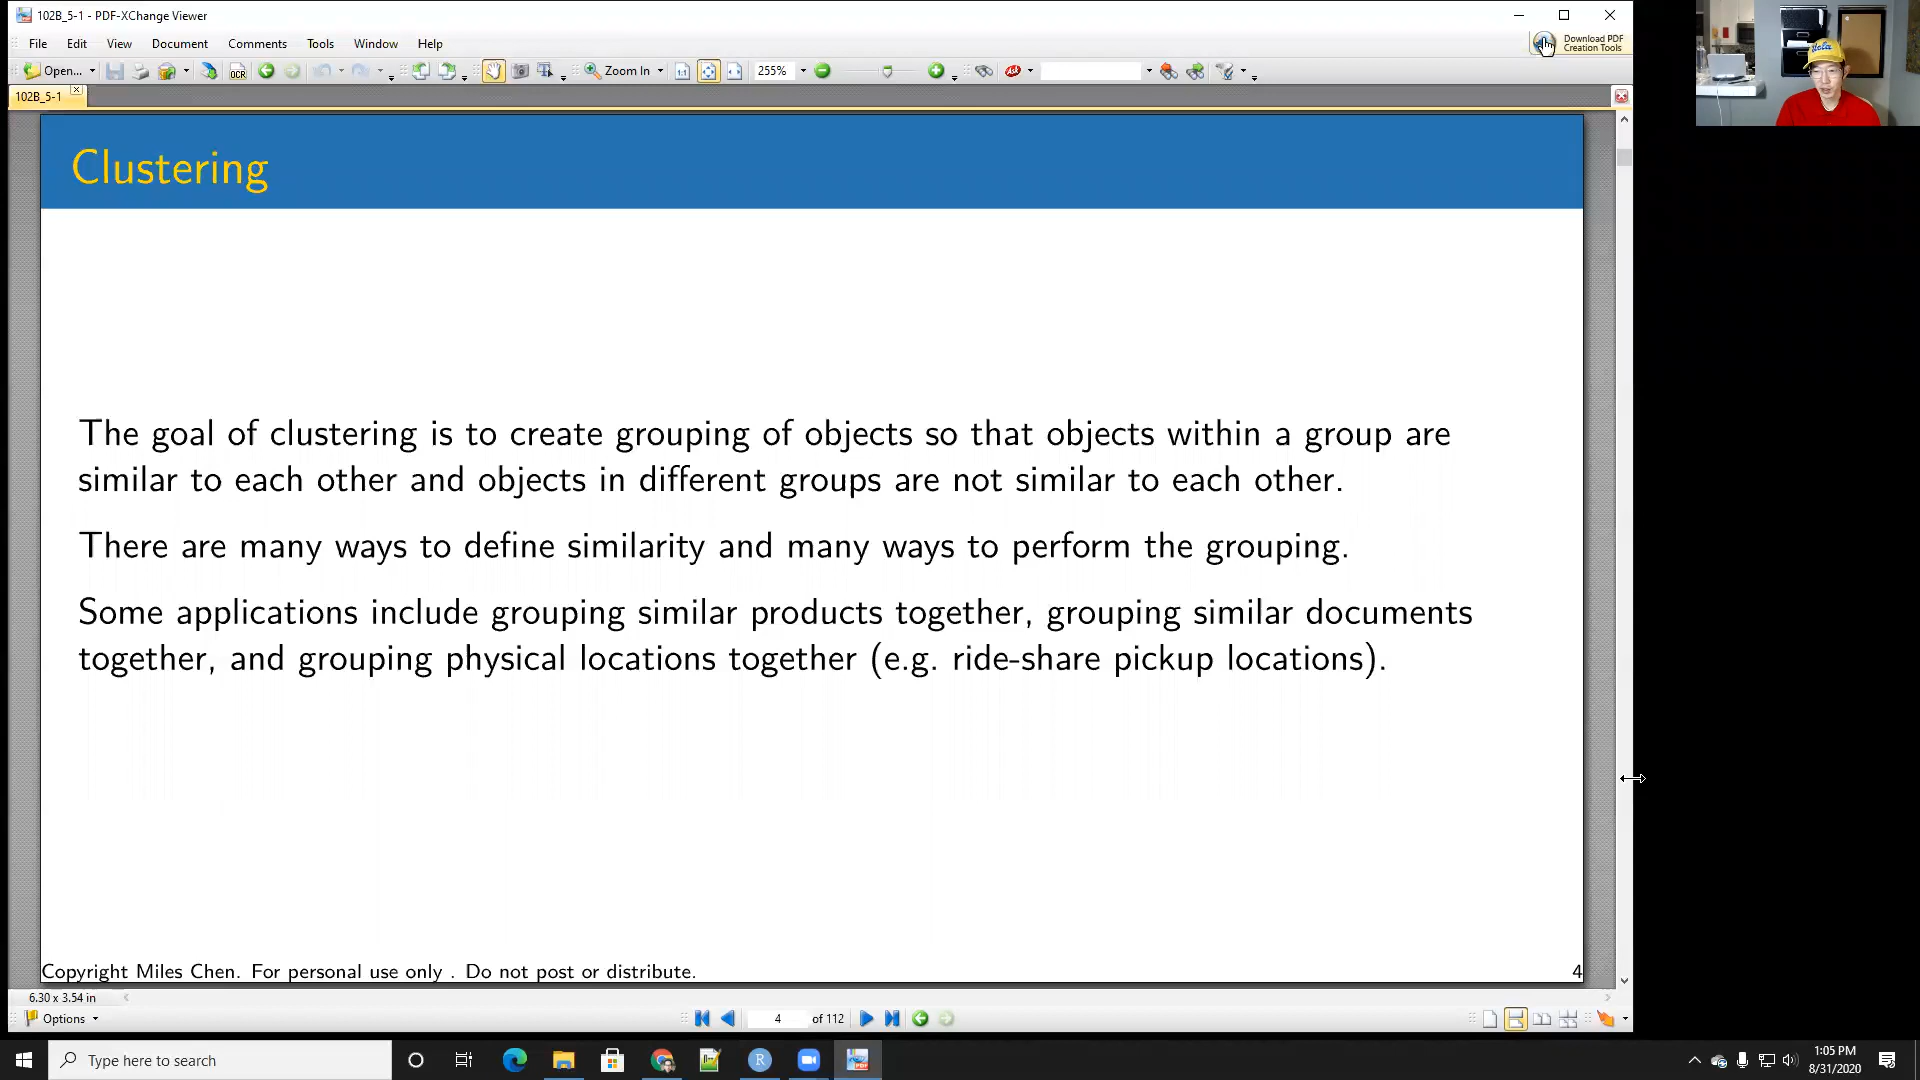 102B_5-1 - PDF-XChange Viewer
File Edit View Document Comments Tools Window Help
Download PDF
Creation Tools
Open... OCR Zoom In 255%
102B_5-1
Clustering
The goal of clustering is to create grouping of objects so that objects within a group are
similar to each other and objects in different groups are not similar to each other.
There are many ways to define similarity and many ways to perform the grouping.
Some applications include grouping similar products together, grouping similar documents
together, and grouping physical locations together (e.g. ride-share pickup locations).
Copyright Miles Chen. For personal use only . Do not post or distribute.
4
6.30 x 3.54 in
Options
4 of 112
Type here to search
1:05 PM
8/31/2020